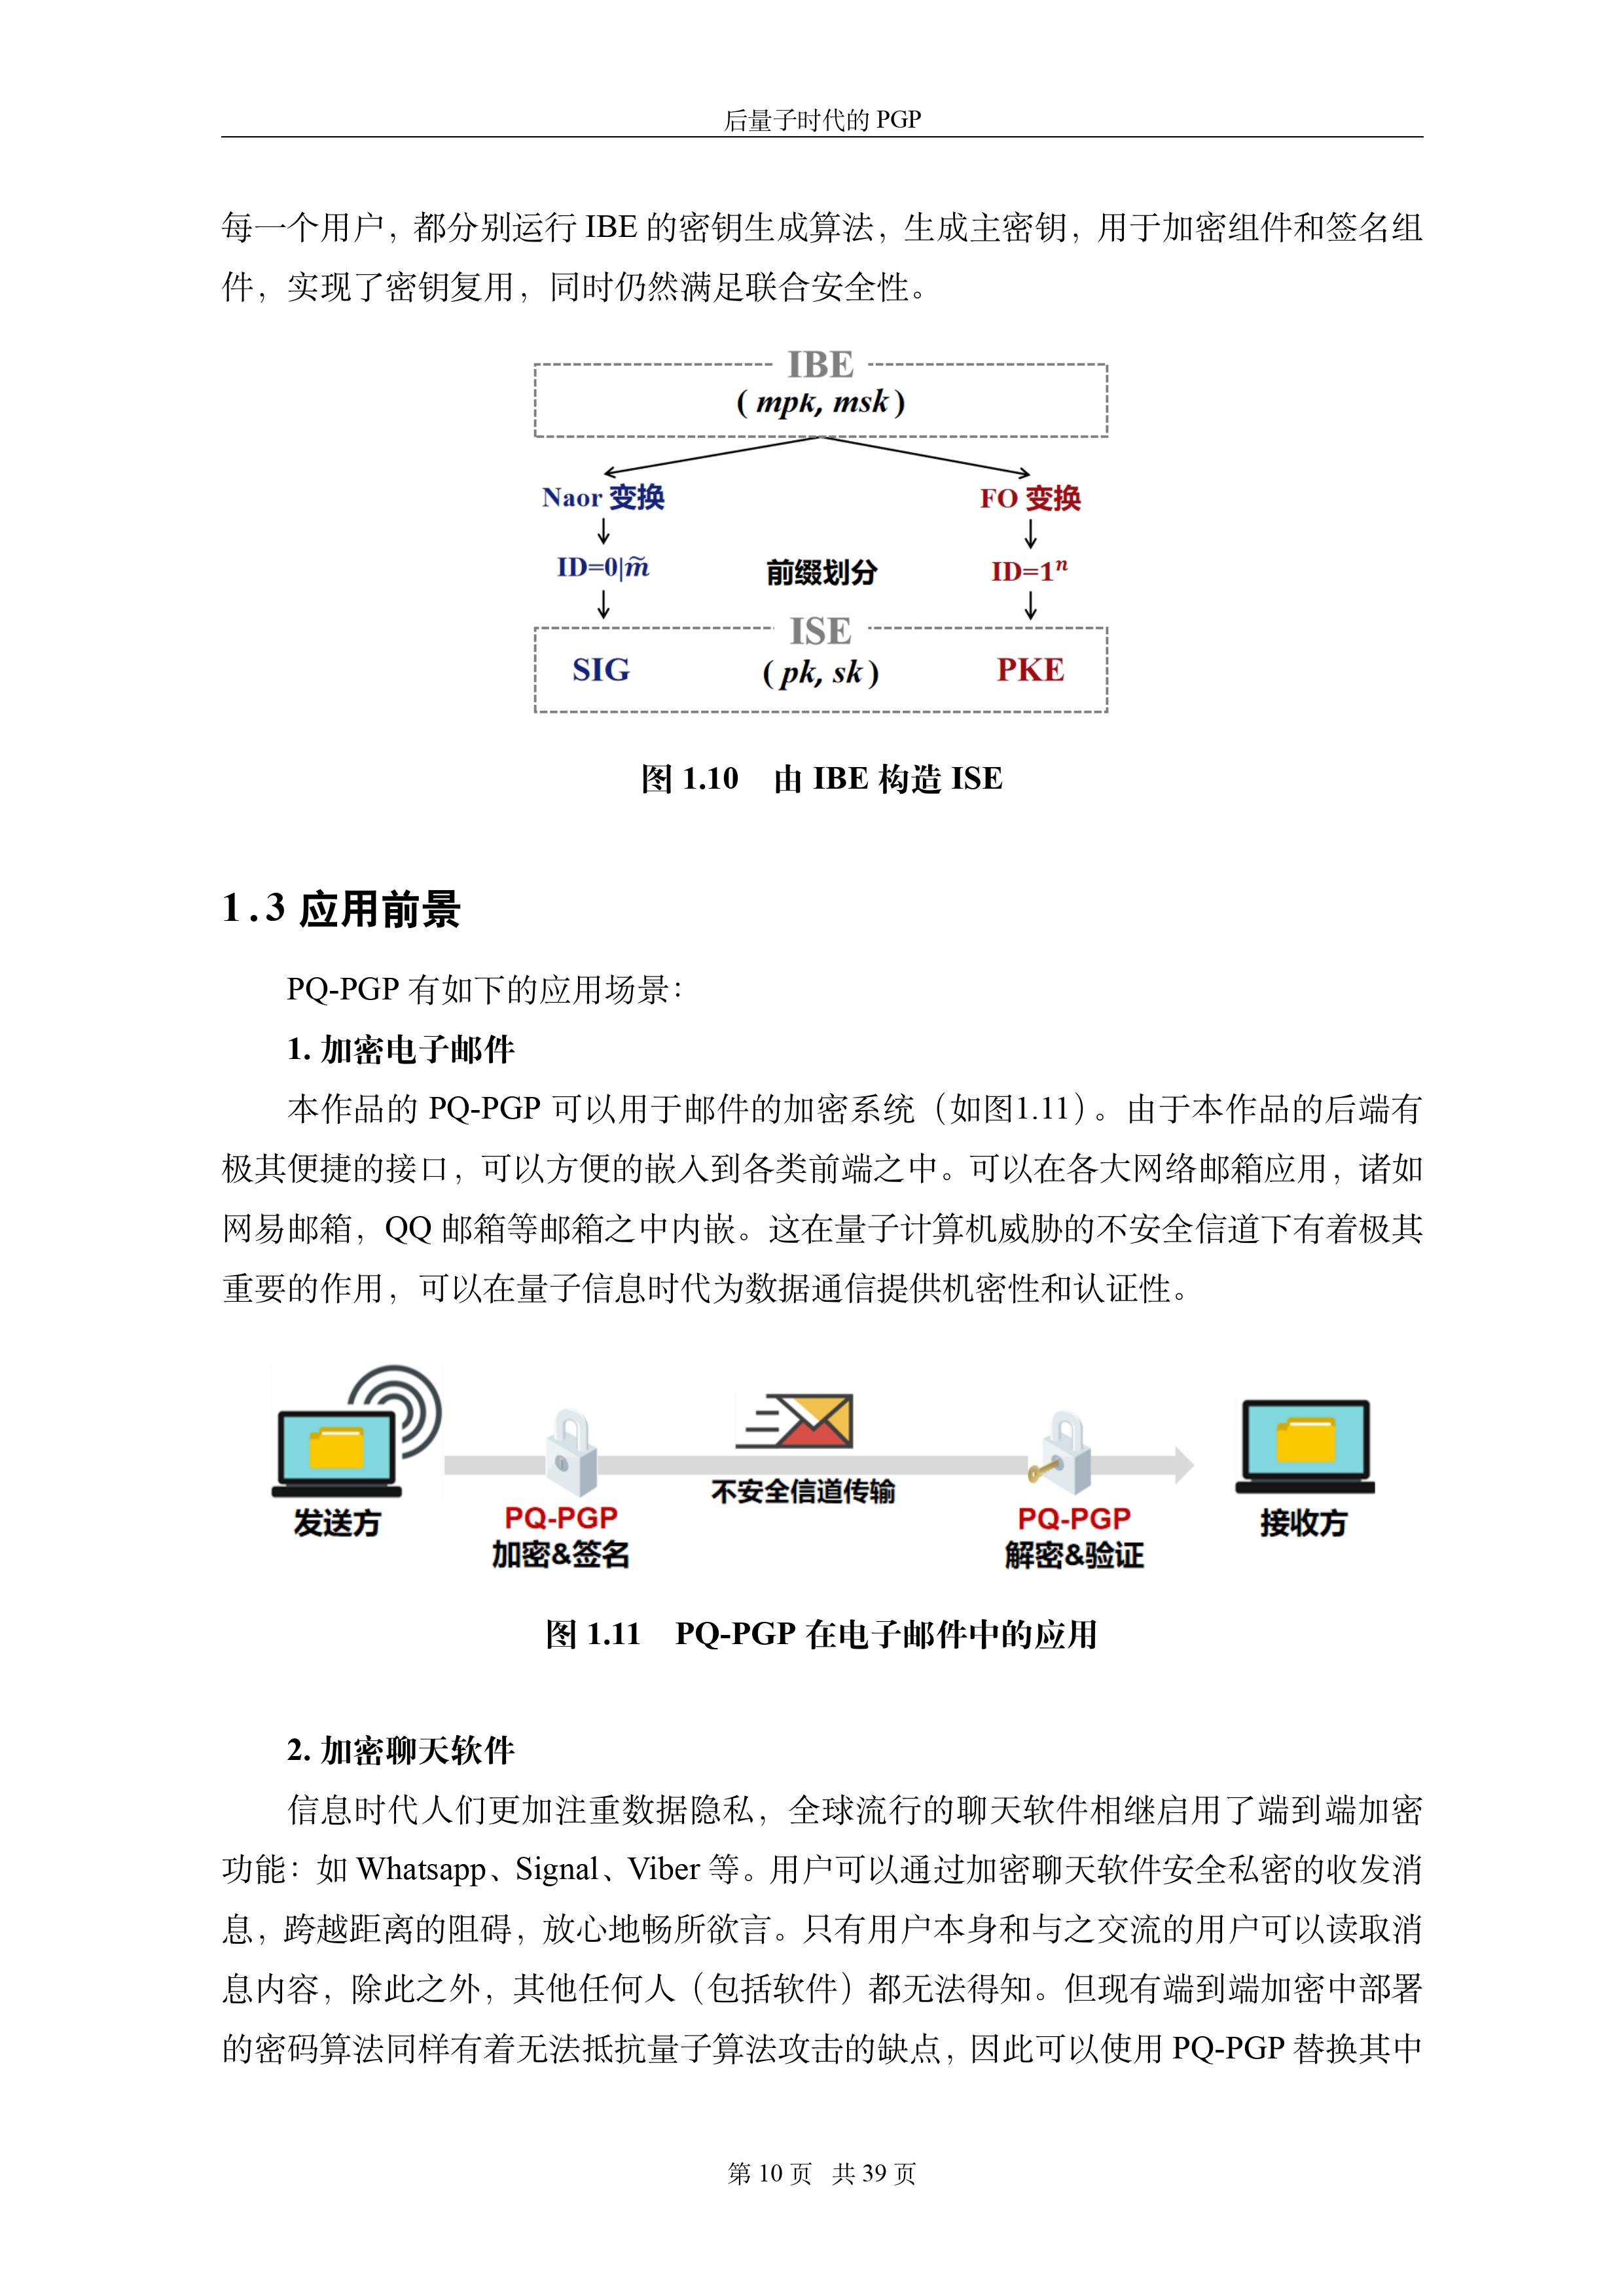 后量子时代的 PGP
每一个用户，都分别运行 IBE 的密钥生成算法，生成主密钥，用于加密组件和签名组
件，实现了密钥复用，同时仍然满足联合安全性。
IBE
( mpk, msk )
Naor 变换
FO 变换
ID=0|m̃
前缀划分
ID=1ⁿ
ISE
SIG
( pk, sk )
PKE
图 1.10 由 IBE 构造 ISE
1.3 应用前景
PQ-PGP 有如下的应用场景：
1. 加密电子邮件
本作品的 PQ-PGP 可以用于邮件的加密系统（如图1.11）。由于本作品的后端有
极其便捷的接口，可以方便的嵌入到各类前端之中。可以在各大网络邮箱应用，诸如
网易邮箱，QQ 邮箱等邮箱之中内嵌。这在量子计算机威胁的不安全信道下有着极其
重要的作用，可以在量子信息时代为数据通信提供机密性和认证性。
不安全信道传输
发送方
PQ-PGP
加密&签名
PQ-PGP
解密&验证
接收方
图 1.11 PQ-PGP 在电子邮件中的应用
2. 加密聊天软件
信息时代人们更加注重数据隐私，全球流行的聊天软件相继启用了端到端加密
功能：如 Whatsapp、Signal、Viber 等。用户可以通过加密聊天软件安全私密的收发消
息，跨越距离的阻碍，放心地畅所欲言。只有用户本身和与之交流的用户可以读取消
息内容，除此之外，其他任何人（包括软件）都无法得知。但现有端到端加密中部署
的密码算法同样有着无法抵抗量子算法攻击的缺点，因此可以使用 PQ-PGP 替换其中
第 10 页 共 39 页